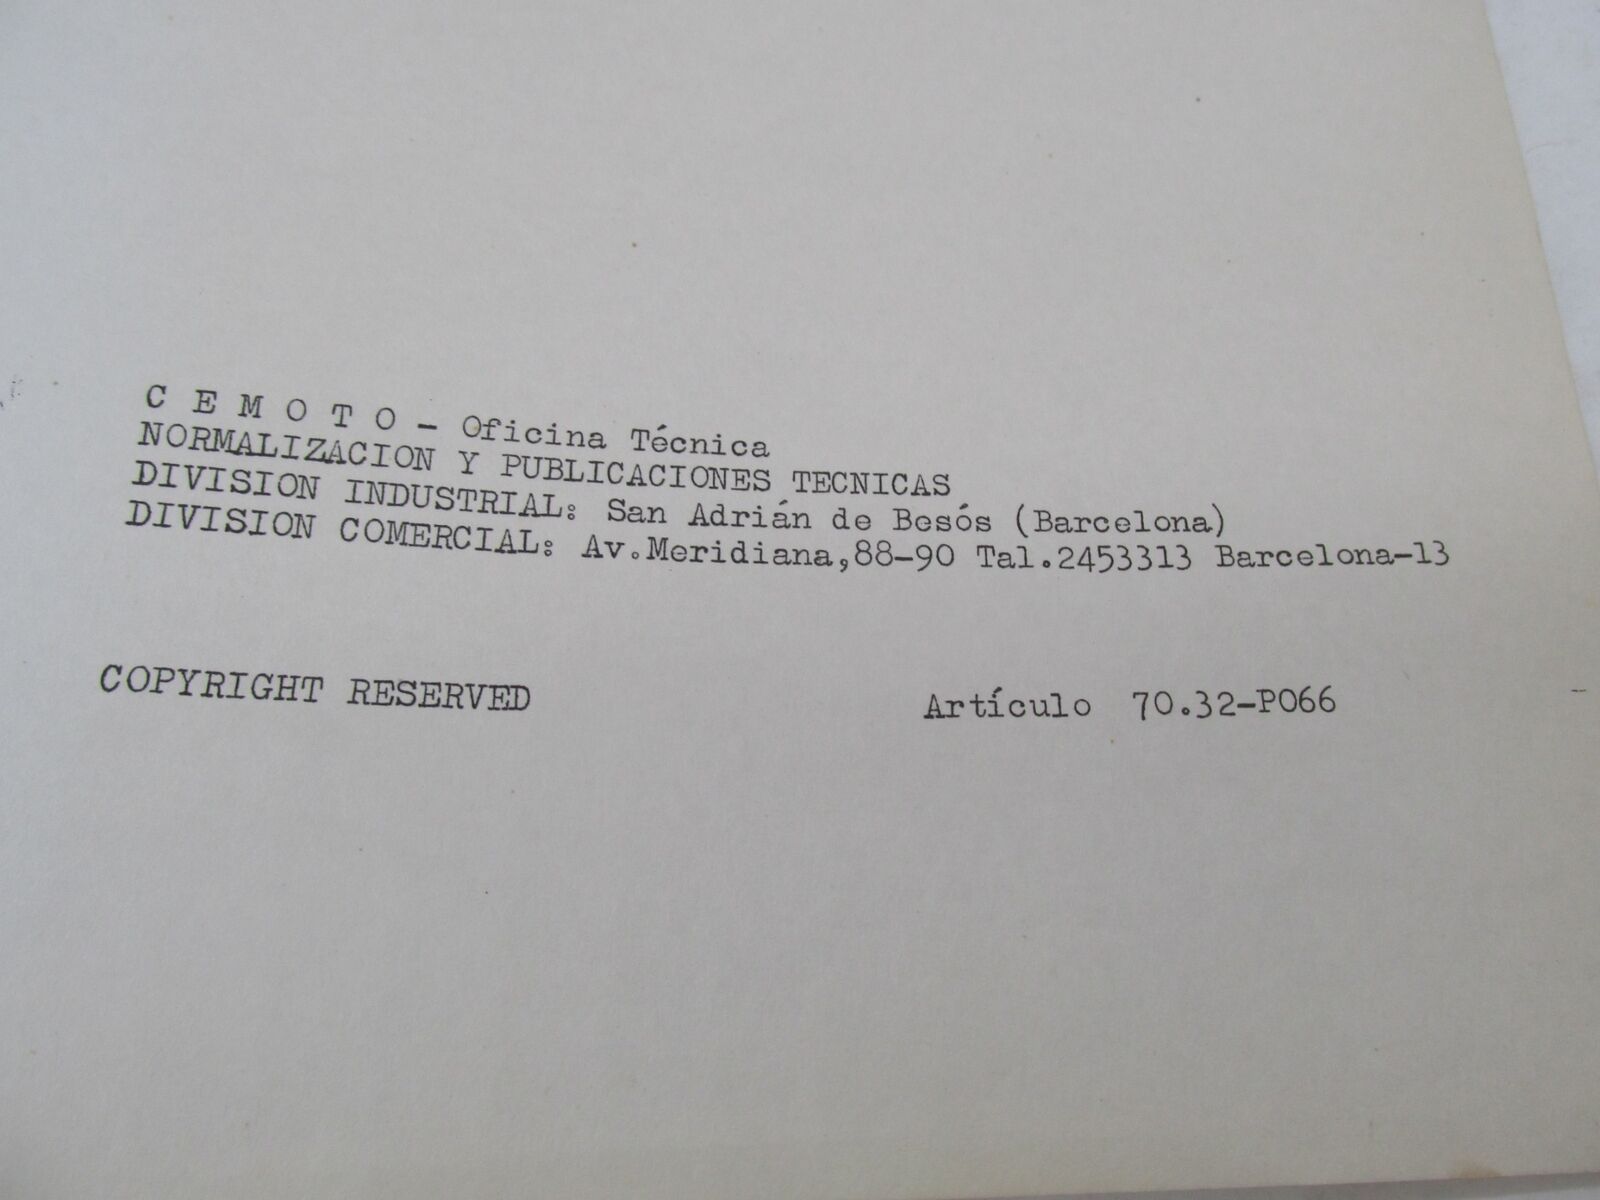 C E M O T O - Oficina Técnica
NORMALIZACION Y PUBLICACIONES TECNICAS
DIVISION INDUSTRIAL: San Adrián de Besós (Barcelona)
DIVISION COMERCIAL: Av.Meridiana,88-90 Tal.2453313 Barcelona-13
COPYRIGHT RESERVED Artículo 70.32-P066